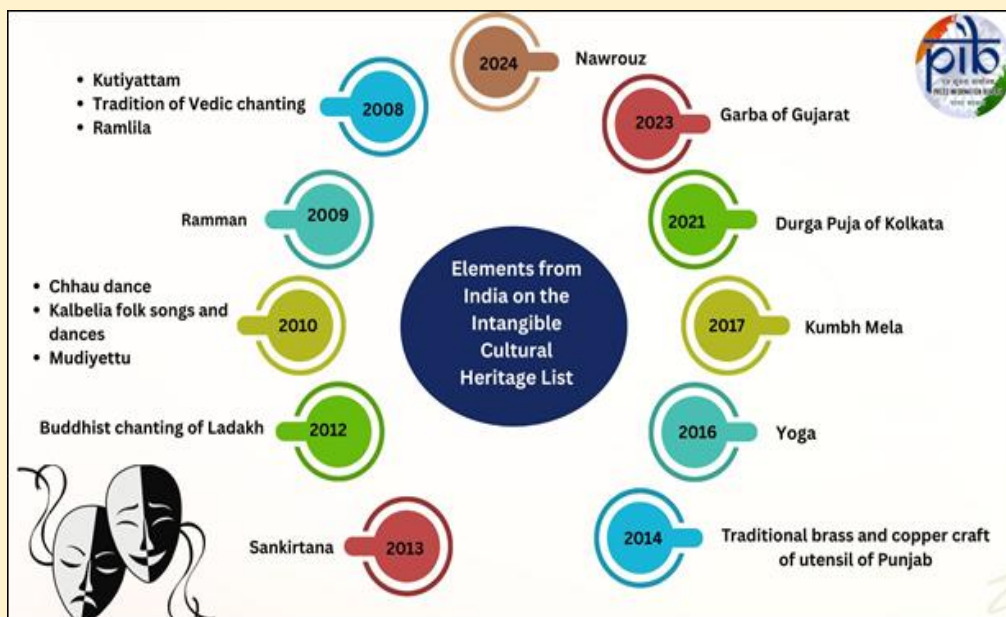 2024
Nawrouz
pib
PRESS INFORMATION BUREAU
• Kutiyattam
• Tradition of Vedic chanting
• Ramlila
2008
2023
Garba of Gujarat
Ramman
2009
2021
Durga Puja of Kolkata
Elements from
India on the
Intangible
Cultural
Heritage List
• Chhau dance
• Kalbelia folk songs and
dances
• Mudiyettu
2010
2017
Kumbh Mela
Buddhist chanting of Ladakh
2012
2016
Yoga
Sankirtana
2013
2014
Traditional brass and copper craft
of utensil of Punjab